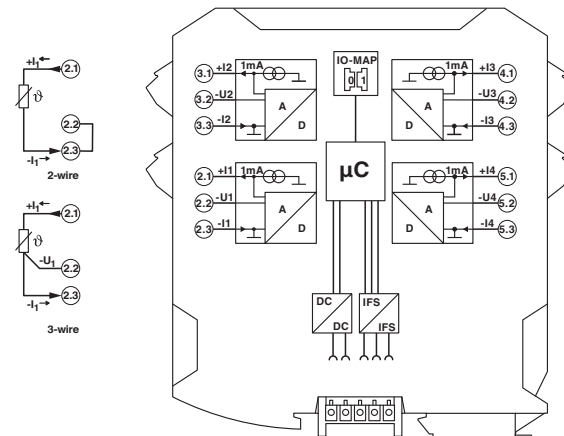 +I1
2.1
ϑ
2.2
2.3
-I1
2-wire
+I1
2.1
ϑ
-U1
2.2
2.3
-I1
3-wire
3.1 +I2 1mA
3.2 -U2 A
3.3 -I2 D
IO-MAP
0 1
1mA +I3 4.1
A -U3 4.2
D -I3 4.3
µC
2.1 +I1 1mA
2.2 -U1 A
2.3 -I1 D
1mA +I4 5.1
A -U4 5.2
D -I4 5.3
DC
DC
IFS
IFS